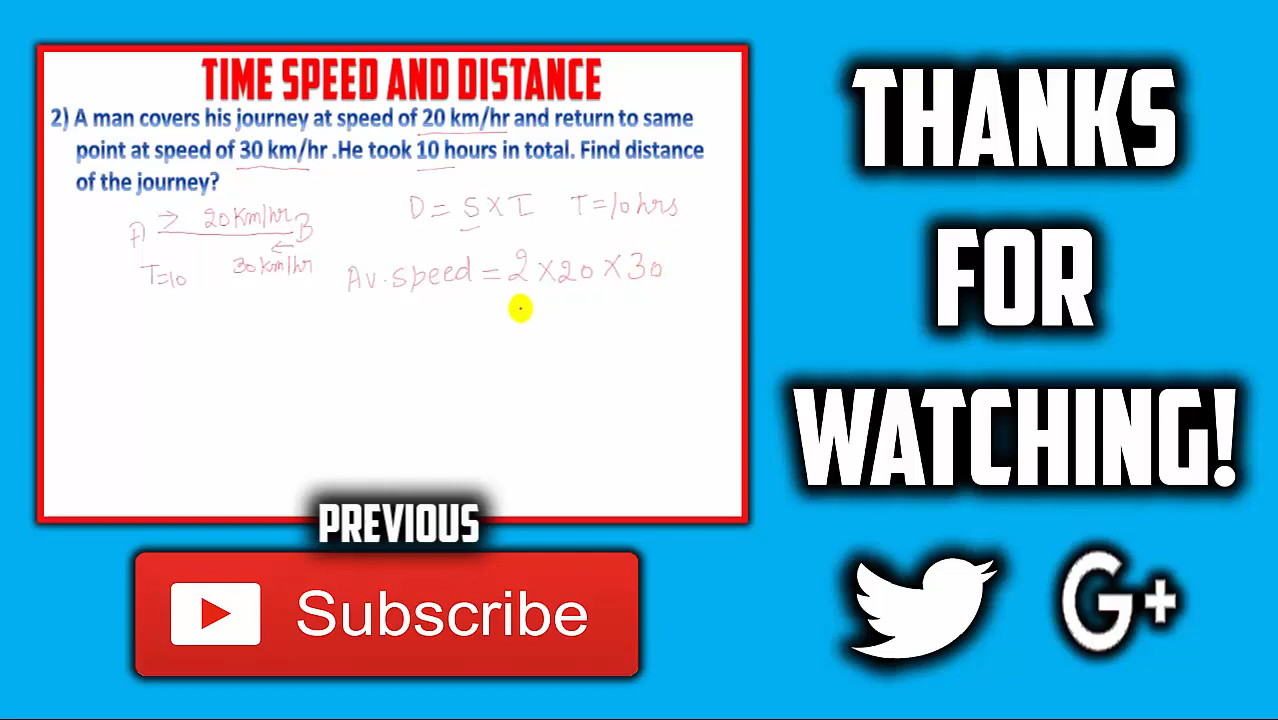 TIME SPEED AND DISTANCE
2) A man covers his journey at speed of 20 km/hr and return to same
point at speed of 30 km/hr .He took 10 hours in total. Find distance
of the journey?
A > 20Km/hr B
30km/hr
T=10
D = S X T T=10hrs
Av.speed = 2 X 20 X 30
PREVIOUS
Subscribe
THANKS
FOR
WATCHING!
G+